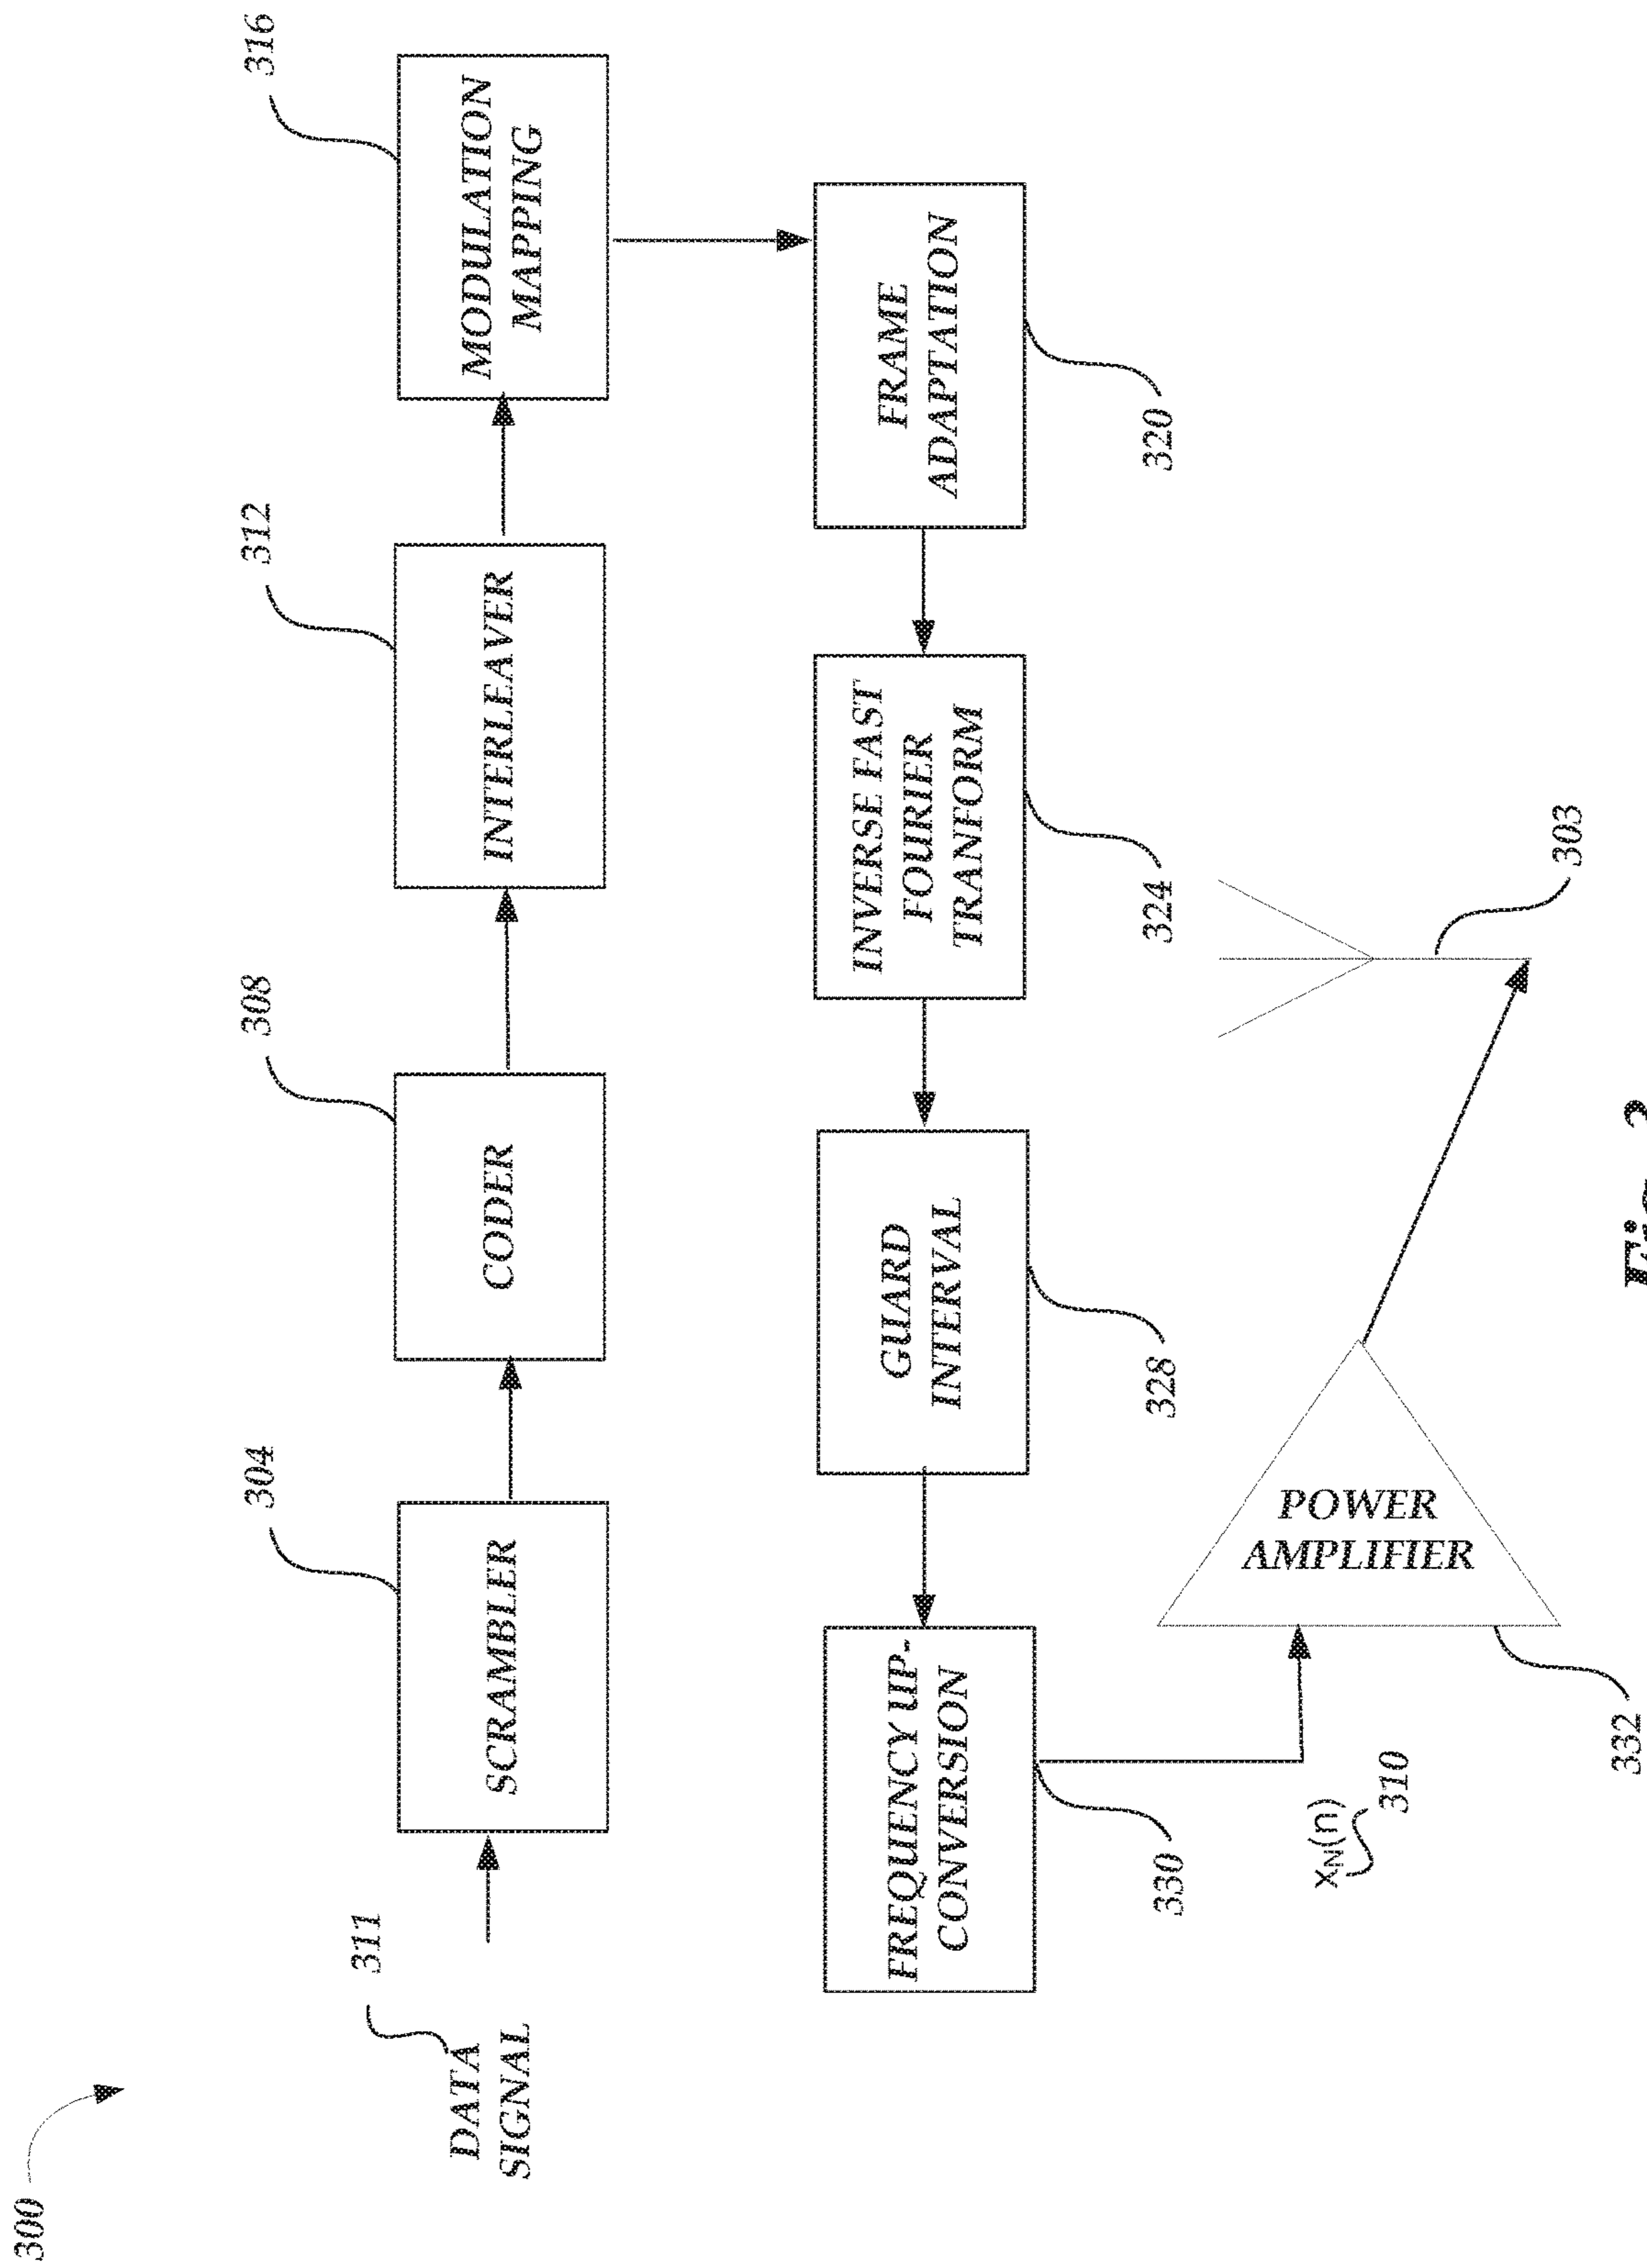 300
DATA
SIGNAL
311
SCRAMBLER
304
CODER
308
INTERLEAVER
312
MODULATION
MAPPING
316
FREQUENCY UP-
CONVERSION
330
GUARD
INTERVAL
328
INVERSE FAST
FOURIER
TRANFORM
324
FRAME
ADAPTATION
320
xN(n)
310
POWER
AMPLIFIER
332
303